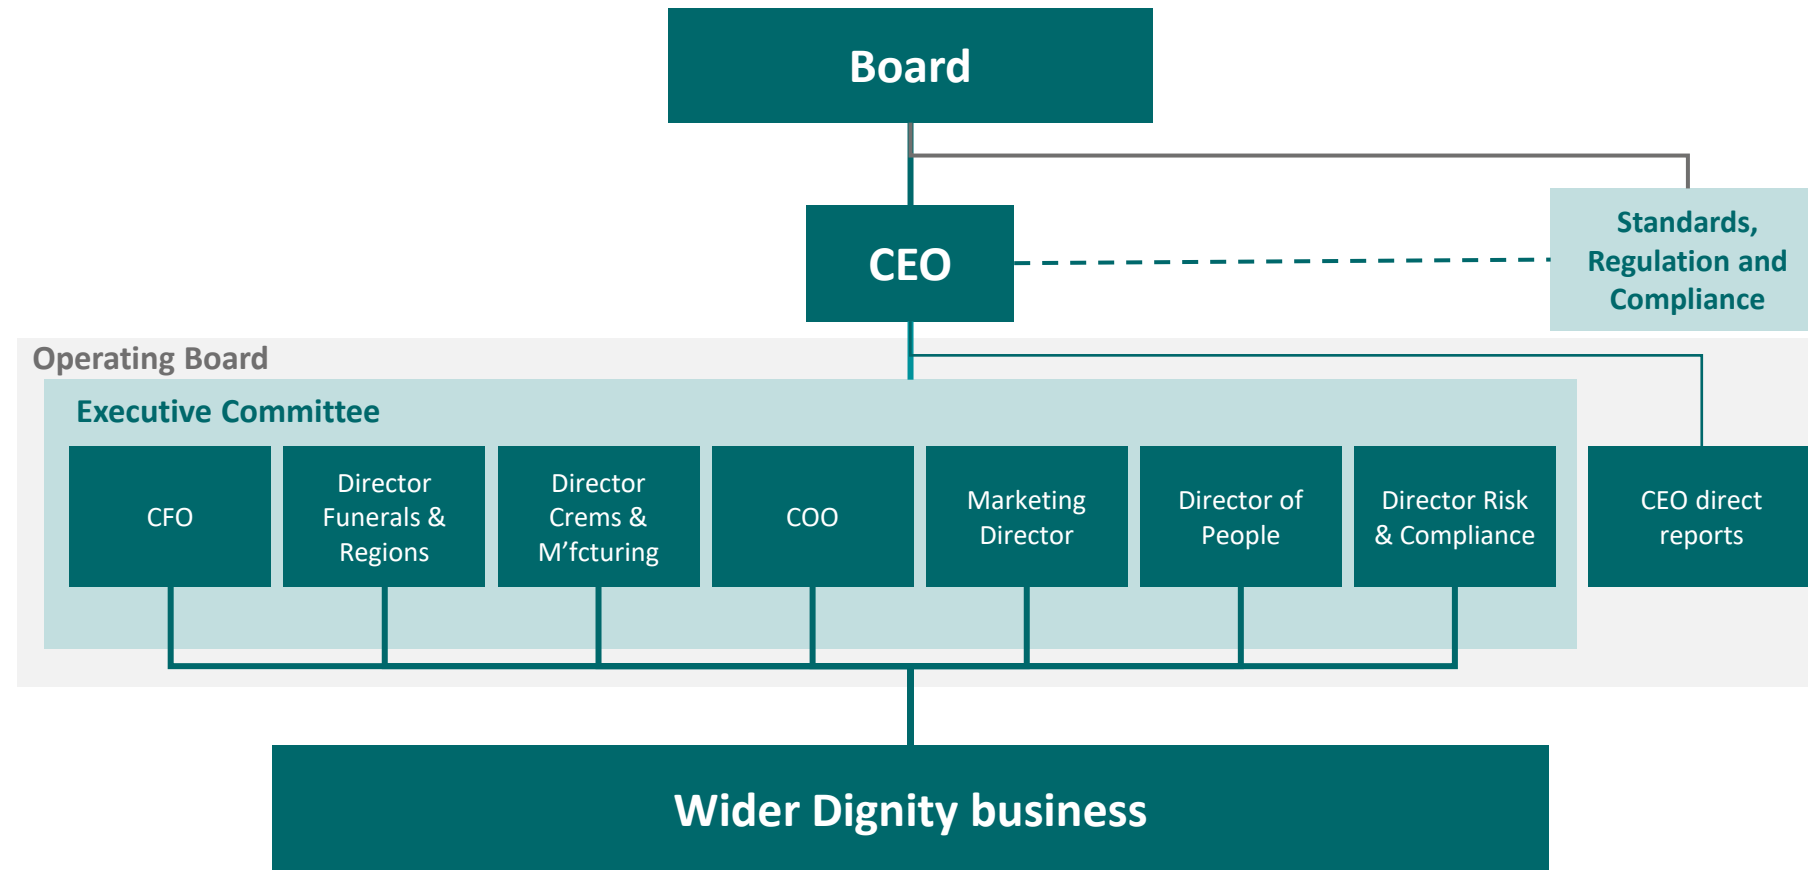 Board
CEO
Standards,
Regulation and
Compliance
Operating Board
Executive Committee
CFO
Director
Funerals &
Regions
Director
Crems &
M’fcturing
COO
Marketing
Director
Director of
People
Director Risk
& Compliance
CEO direct
reports
Wider Dignity business